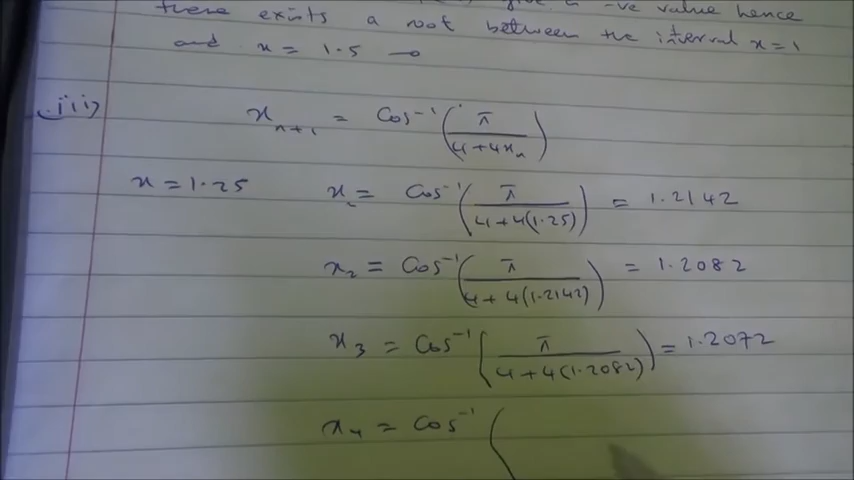 there exists a root between the interval x = 1
and x = 1.5
(iii) x_{n+1} = Cos⁻¹(π / (4 + 4x_n))
x = 1.25 x_2 = Cos⁻¹(π / (4 + 4(1.25))) = 1.2142
x_2 = Cos⁻¹(π / (4 + 4(1.2142))) = 1.2082
x_3 = Cos⁻¹(π / (4 + 4(1.2082))) = 1.2072
x_4 = Cos⁻¹(